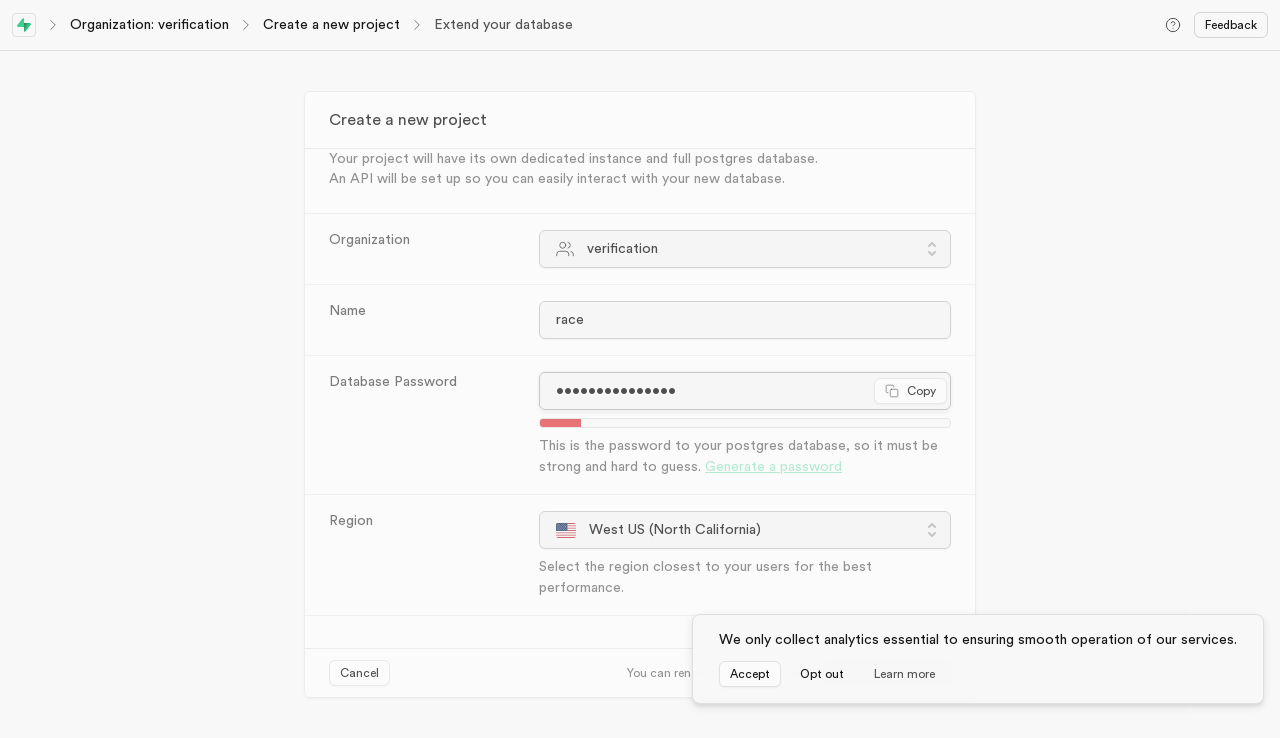 Organization: verification
Create a new project
Extend your database
Feedback
Create a new project
Your project will have its own dedicated instance and full postgres database.
An API will be set up so you can easily interact with your new database.
Organization
verification
Name
race
Database Password
•••••••••••••••
Copy
This is the password to your postgres database, so it must be
strong and hard to guess. Generate a password
Region
West US (North California)
Select the region closest to your users for the best
performance.
Cancel
You can ren
We only collect analytics essential to ensuring smooth operation of our services.
Accept
Opt out
Learn more